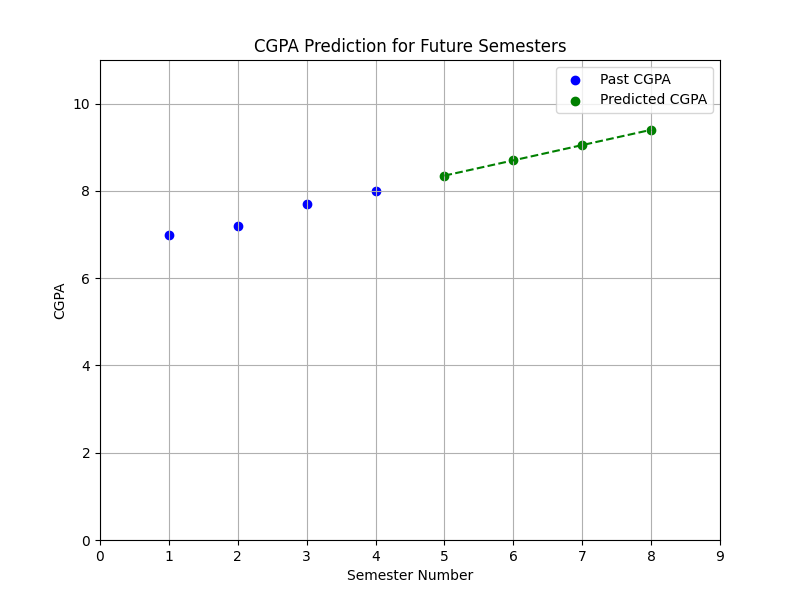 CGPA Prediction for Future Semesters
Past CGPA
Predicted CGPA
10
8
6
4
2
0
CGPA
0 1 2 3 4 5 6 7 8 9
Semester Number